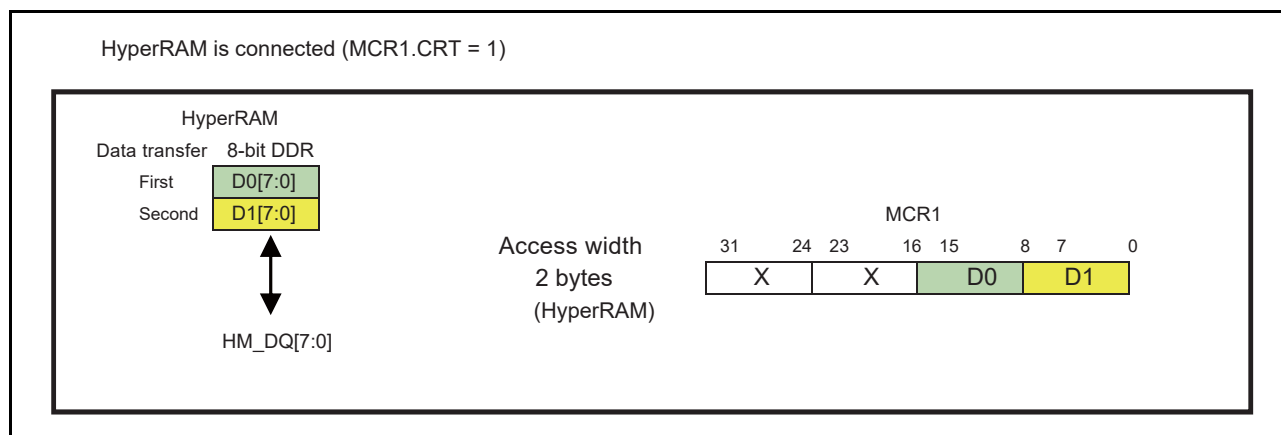 HyperRAM is connected (MCR1.CRT = 1)
HyperRAM
Data transfer 8-bit DDR
First D0[7:0]
Second D1[7:0]
HM_DQ[7:0]
MCR1
Access width 31 24 23 16 15 8 7 0
2 bytes X X D0 D1
(HyperRAM)